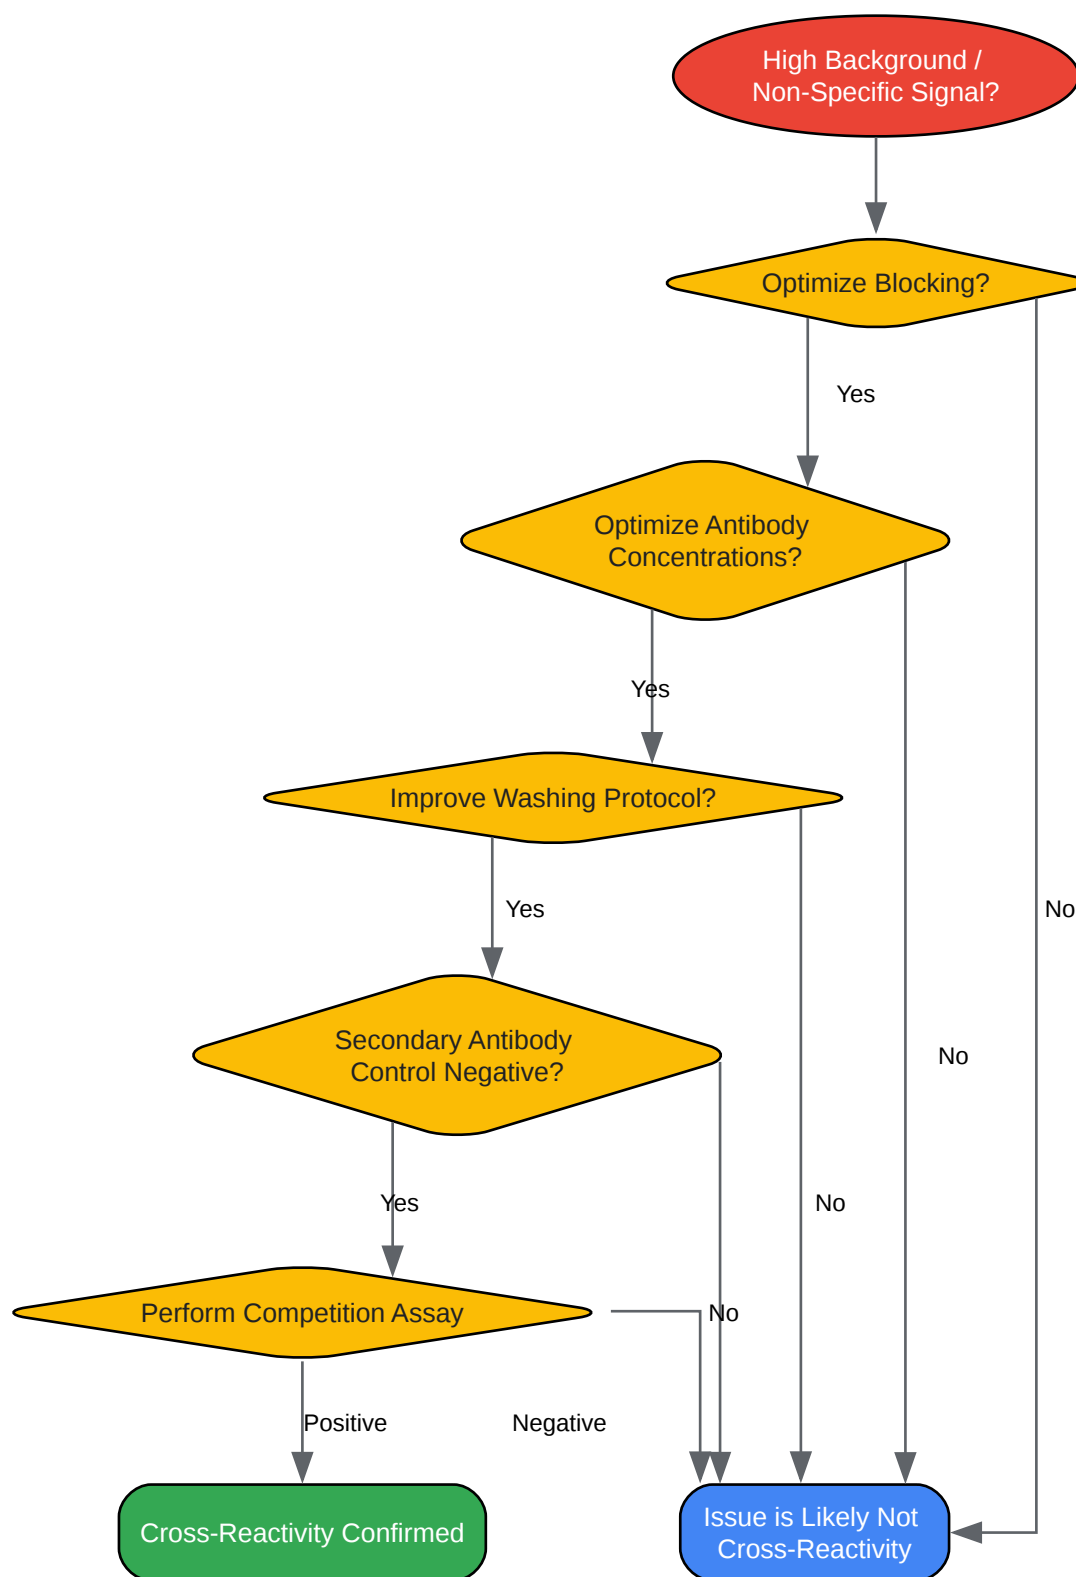 High Background /
Non-Specific Signal?
Optimize Blocking?
Yes
Optimize Antibody
Concentrations?
Yes
Improve Washing Protocol?
Yes
No
Secondary Antibody
Control Negative?
No
Yes
No
Perform Competition Assay
No
Positive
Negative
Cross-Reactivity Confirmed
Issue is Likely Not
Cross-Reactivity